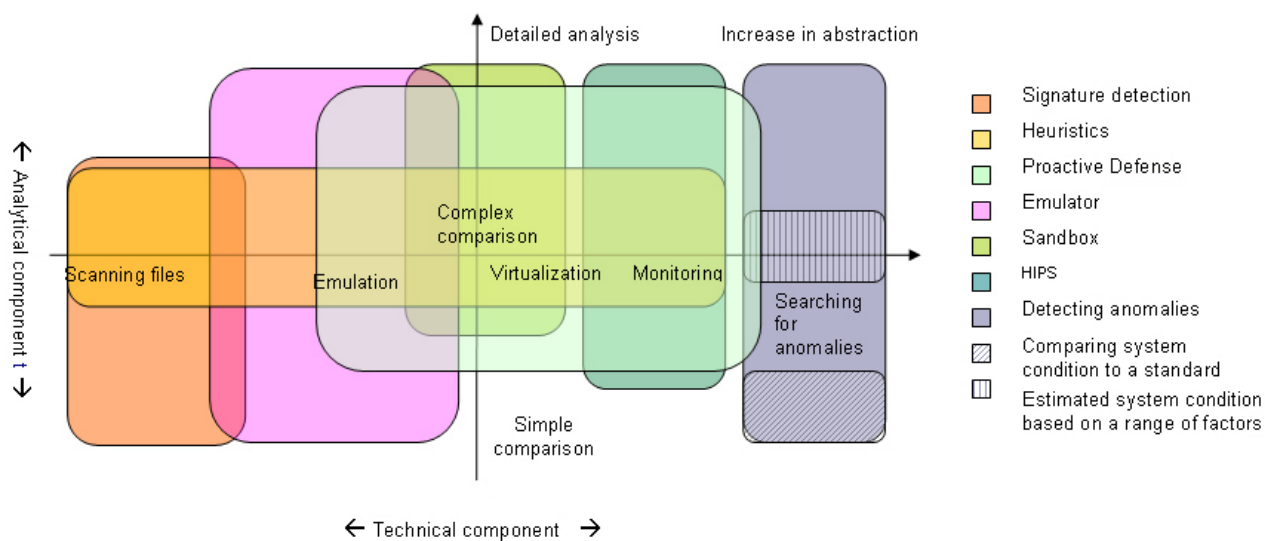 Detailed analysis
Increase in abstraction
← Analytical component t →
Complex
comparison
Scanning files
Emulation
Virtualization
Monitoring
Searching
for
anomalies
Simple
comparison
← Technical component →
Signature detection
Heuristics
Proactive Defense
Emulator
Sandbox
HIPS
Detecting anomalies
Comparing system
condition to a standard
Estimated system condition
based on a range of factors